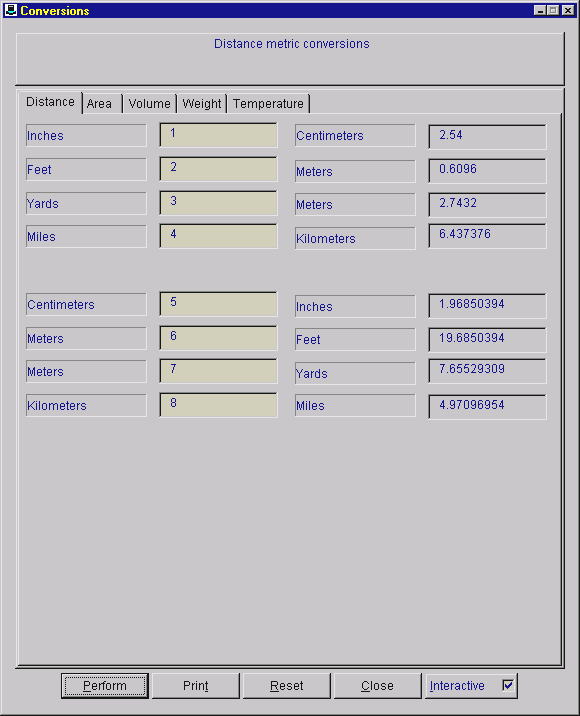 Conversions
Distance metric conversions
Distance Area Volume Weight Temperature
Inches 1 Centimeters 2.54
Feet 2 Meters 0.6096
Yards 3 Meters 2.7432
Miles 4 Kilometers 6.437376
Centimeters 5 Inches 1.96850394
Meters 6 Feet 19.6850394
Meters 7 Yards 7.65529309
Kilometers 8 Miles 4.97096954
Perform Print Reset Close Interactive